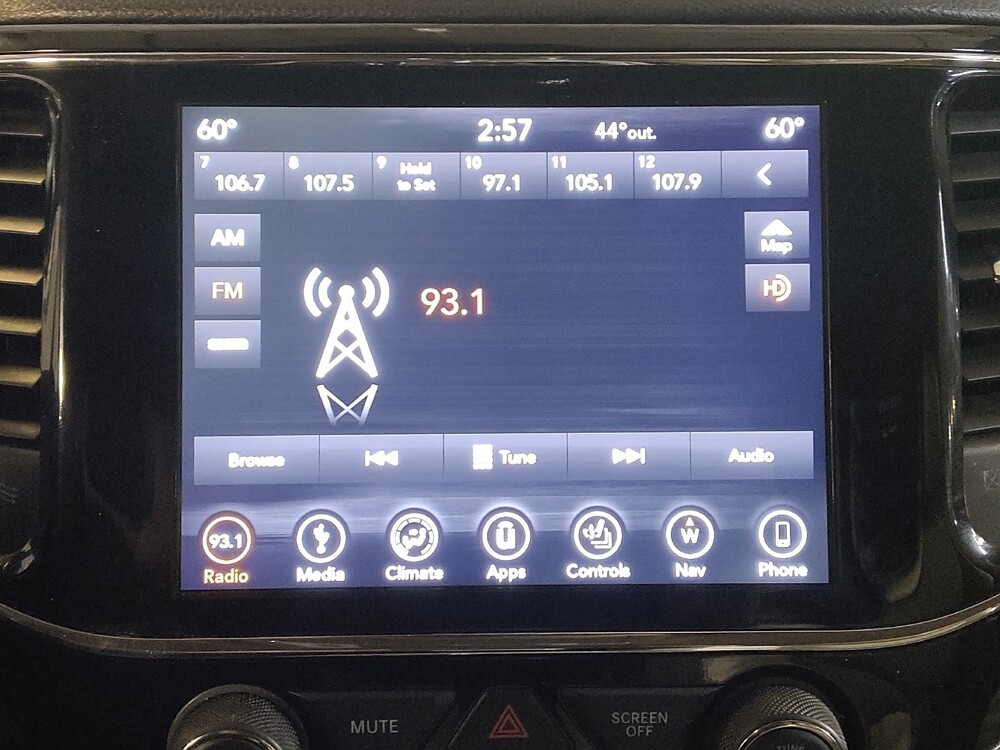 60° 2:57 44° out. 60°
7 106.7 8 107.5 9 Hold to Set 10 97.1 11 105.1 12 107.9
AM
Map
FM
HD
93.1
Browse Tune Audio
93.1 W
Radio Media Climate Apps Controls Nav Phone
MUTE SCREEN
OFF